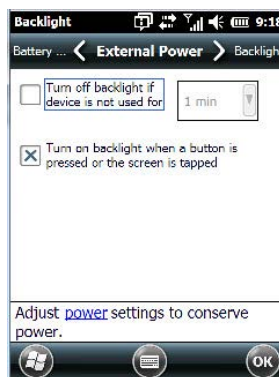 Backlight 9:18
Battery ... External Power Backligh
Turn off backlight if
device is not used for
1 min
Turn on backlight when a button is
pressed or the screen is tapped
Adjust power settings to conserve
power.
OK